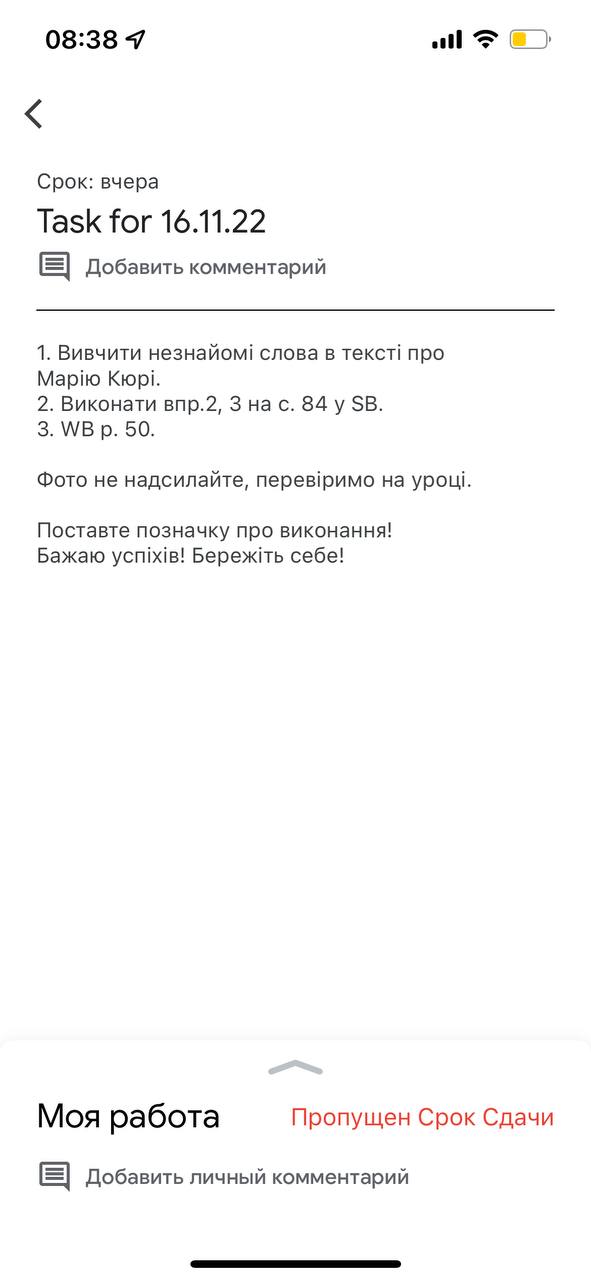 08:38
Срок: вчера
Task for 16.11.22
Добавить комментарий
1. Вивчити незнайомі слова в тексті про
Марію Кюрі.
2. Виконати впр.2, 3 на с. 84 у SB.
3. WB p. 50.
Фото не надсилайте, перевіримо на уроці.
Поставте позначку про виконання!
Бажаю успіхів! Бережіть себе!
Моя работа
Пропущен Срок Сдачи
Добавить личный комментарий